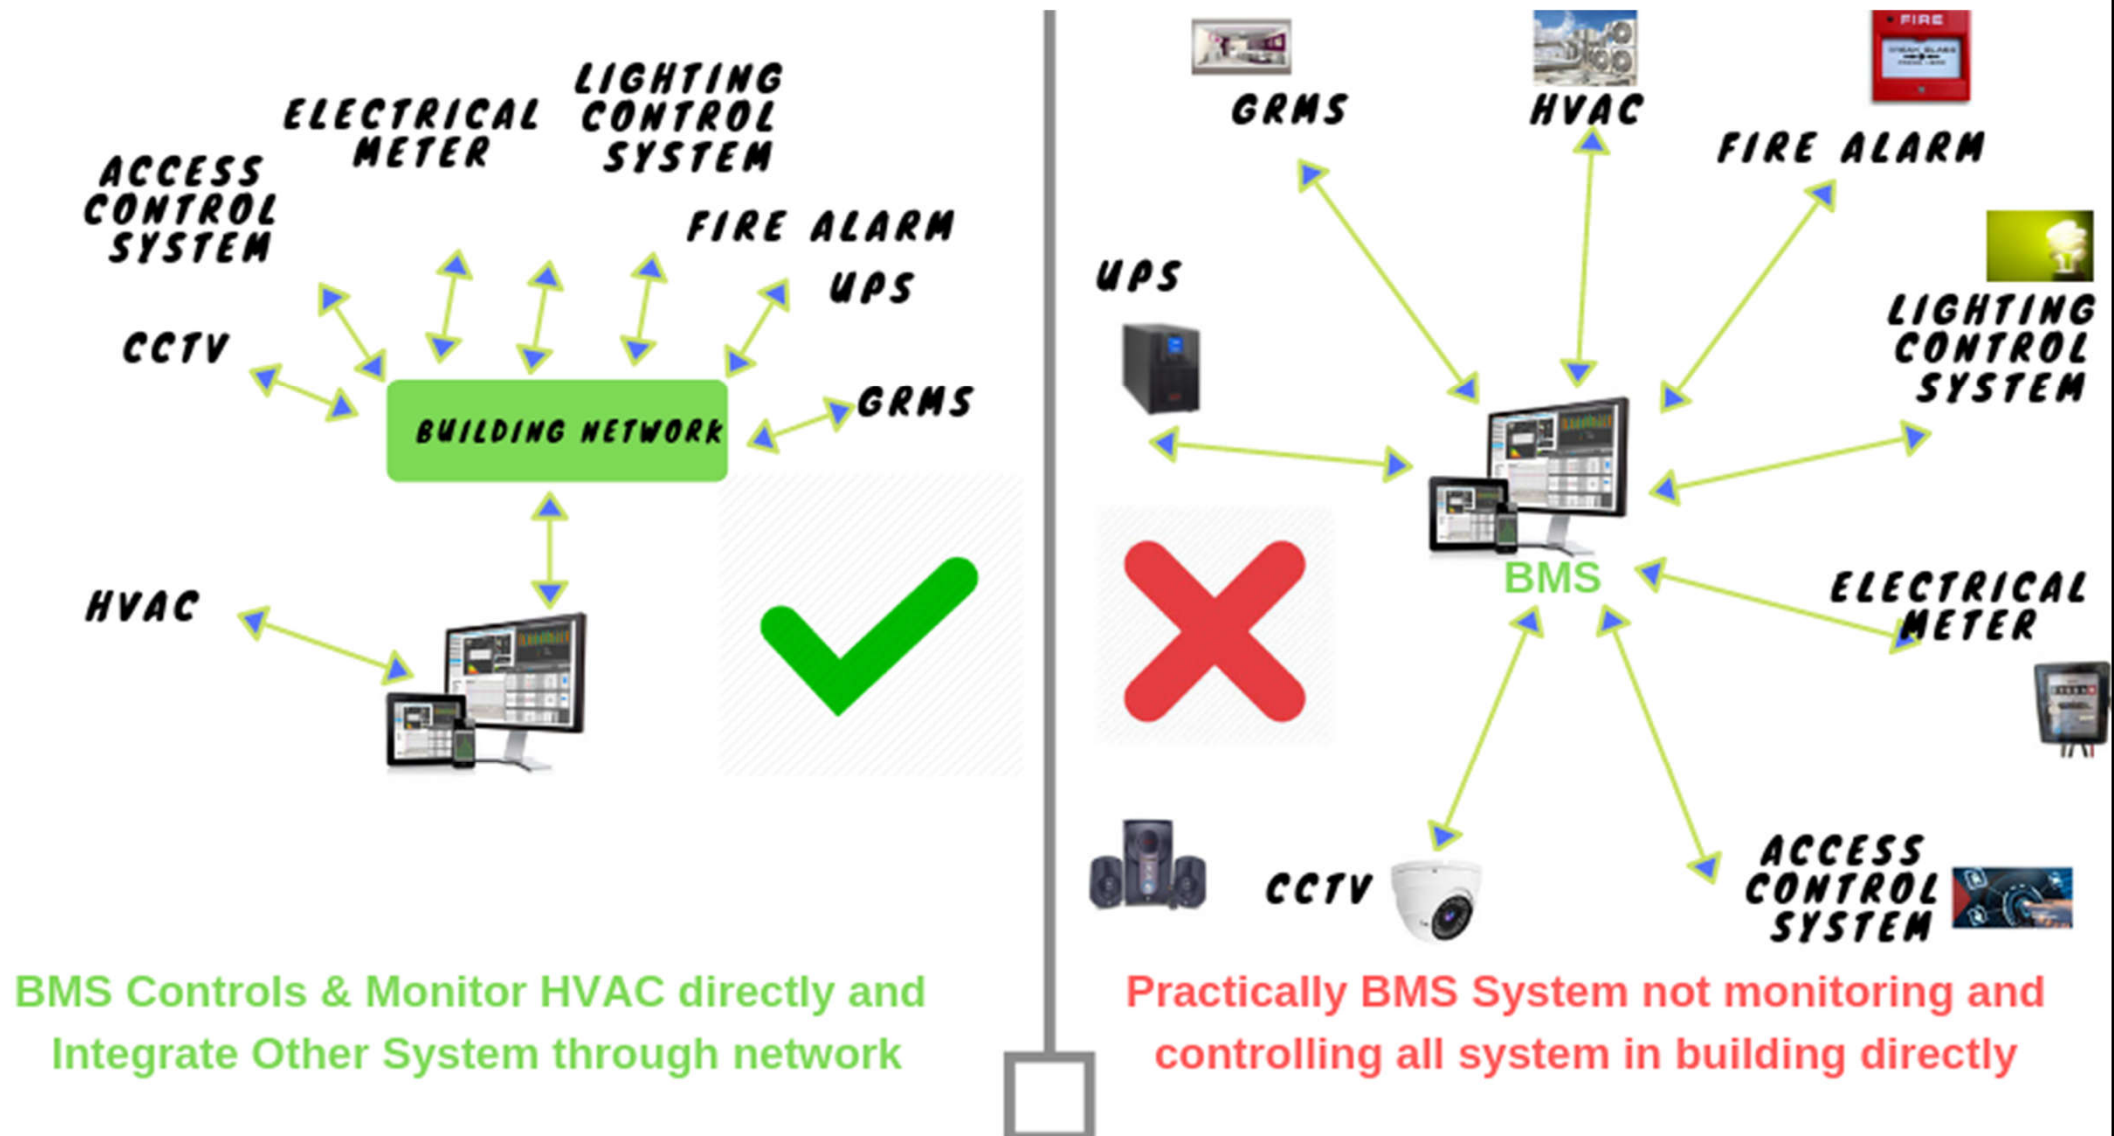 LIGHTING
CONTROL
SYSTEM
ELECTRICAL
METER
ACCESS
CONTROL
SYSTEM
FIRE ALARM
UPS
CCTV
GRMS
BUILDING NETWORK
HVAC
BMS Controls & Monitor HVAC directly and
Integrate Other System through network
FIRE
GRMS
HVAC
FIRE ALARM
UPS
LIGHTING
CONTROL
SYSTEM
BMS
ELECTRICAL
METER
CCTV
ACCESS
CONTROL
SYSTEM
Practically BMS System not monitoring and
controlling all system in building directly